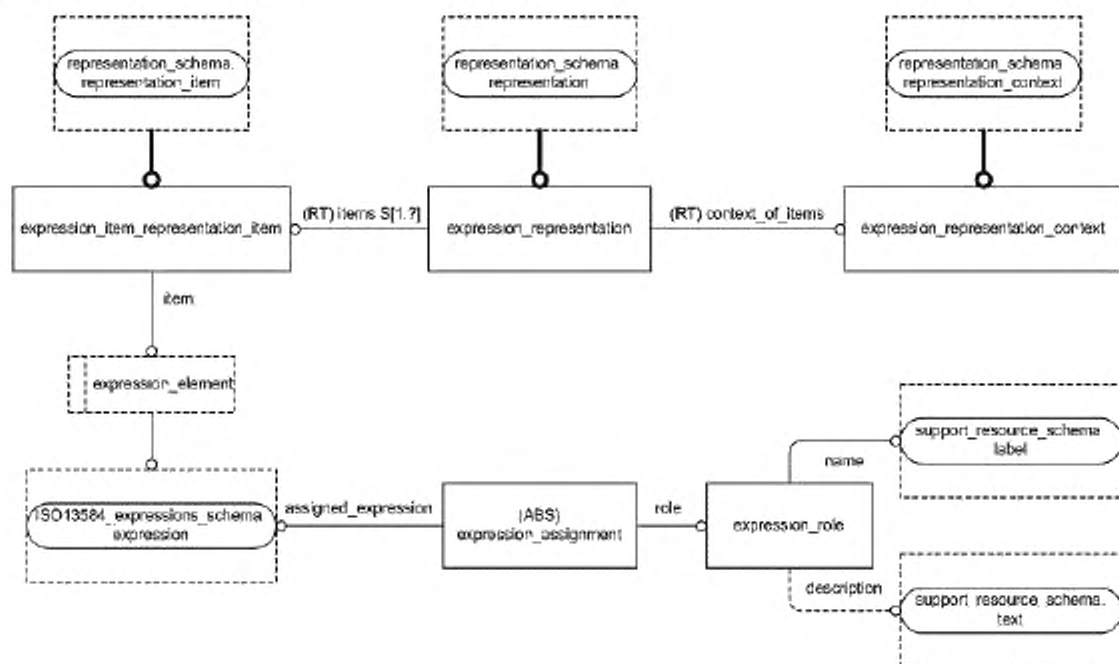 representation_schema.
representation_item
representation_schema
representation
representation_schema
representation_context
expression_item_representation_item
(RT) items S[1.?]
expression_representation
(RT) context_of_items
expression_representation_context
item
expression_element
support_resource_schema
label
name
ISO13584_expressions_schema
expression
assigned_expression
(ABS)
expression_assignment
role
expression_role
description
support_resource_schema.
text